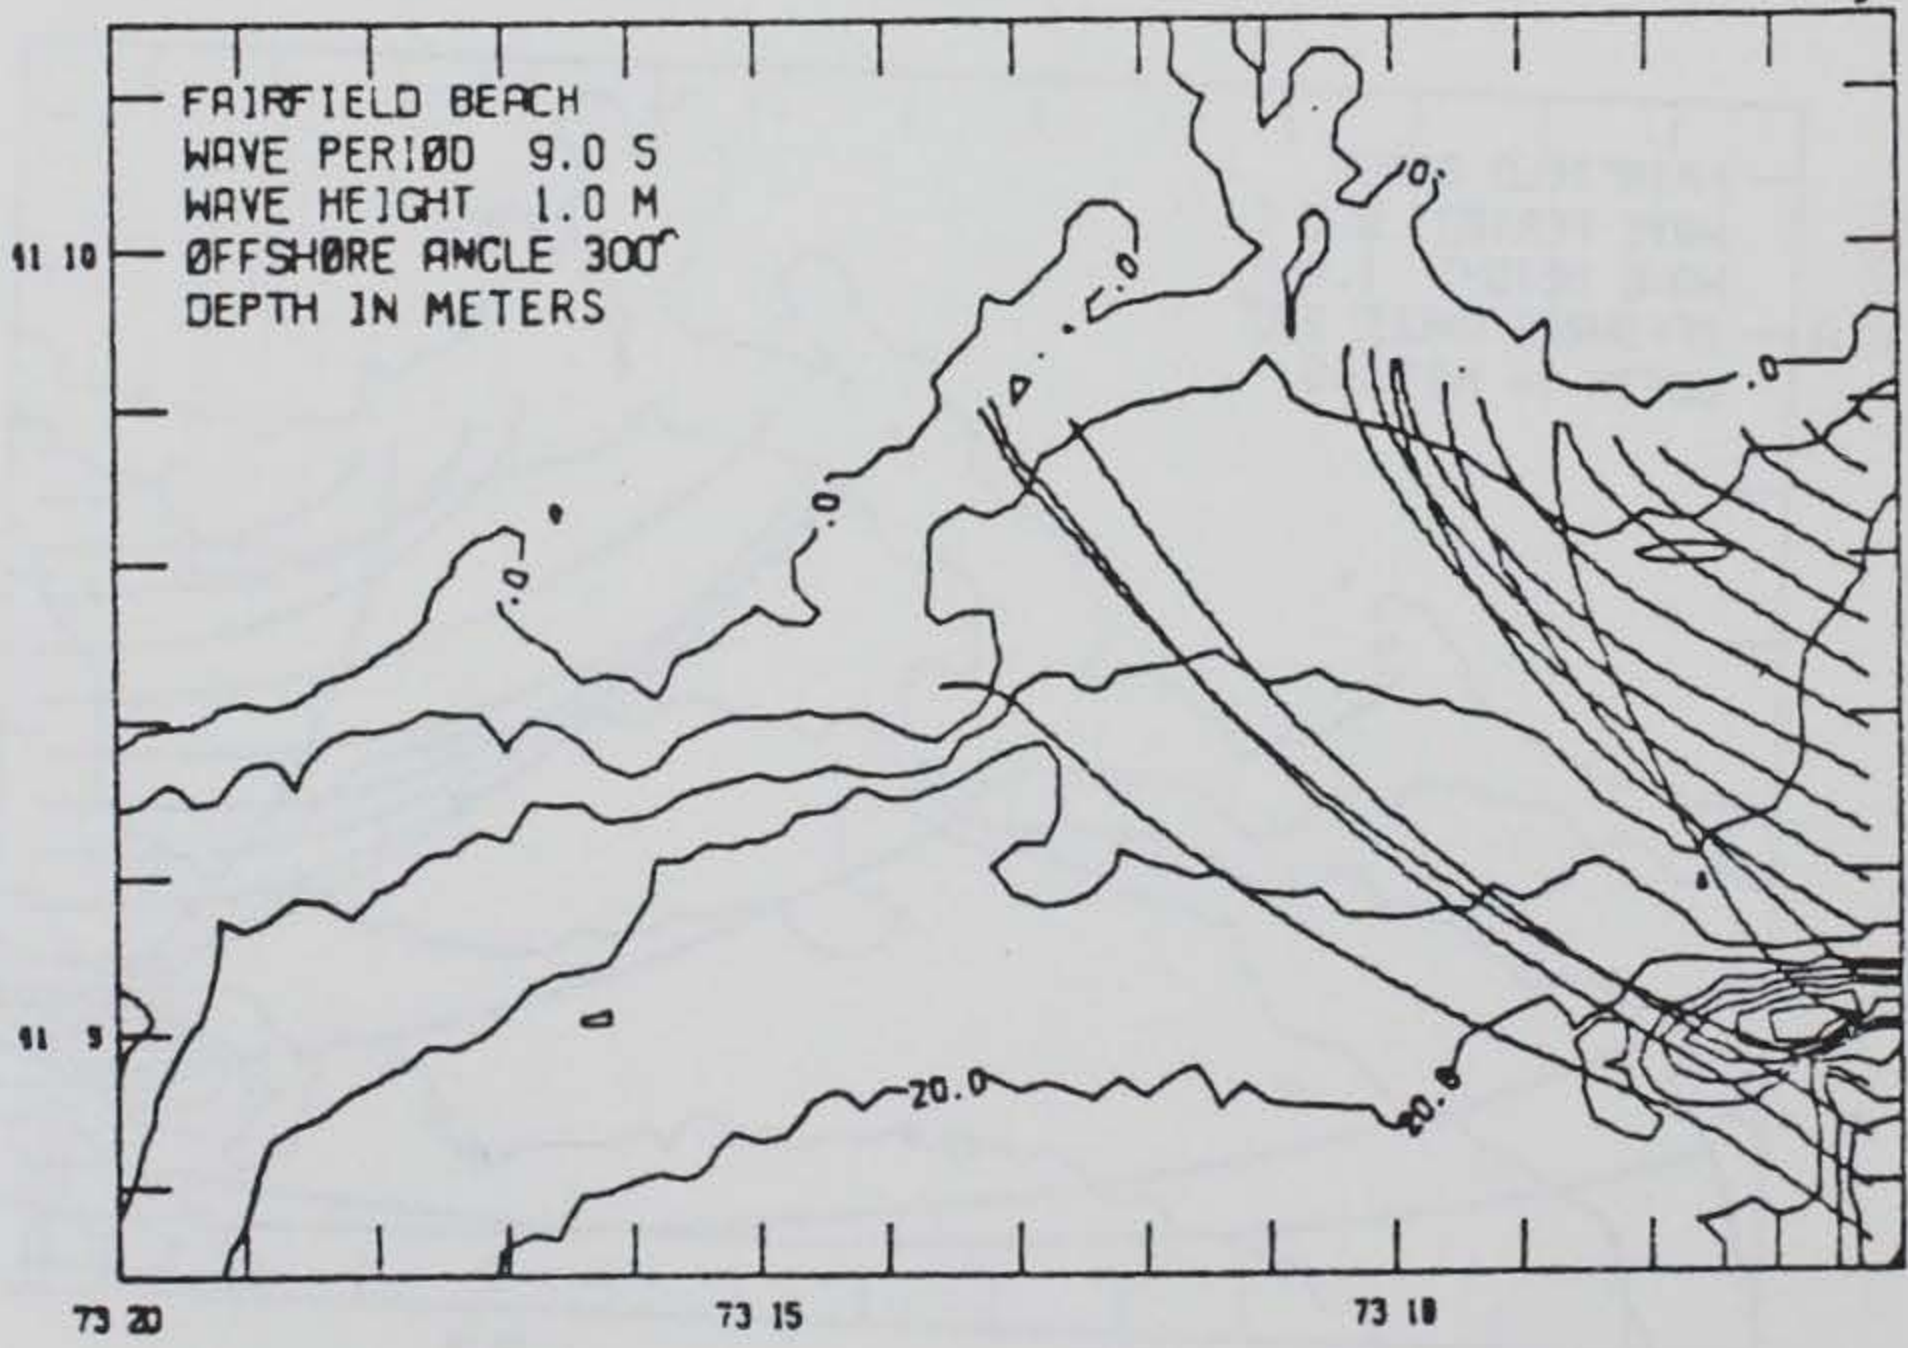 FAIRFIELD BEACH
WAVE PERIØD 9.0 S
WAVE HEIGHT 1.0 M
ØFFSHØRE ANGLE 300°
DEPTH IN METERS
.0.
41 10
.0
.0
.0
.0
41 9
20.0
20.0
73 20 73 15 73 10